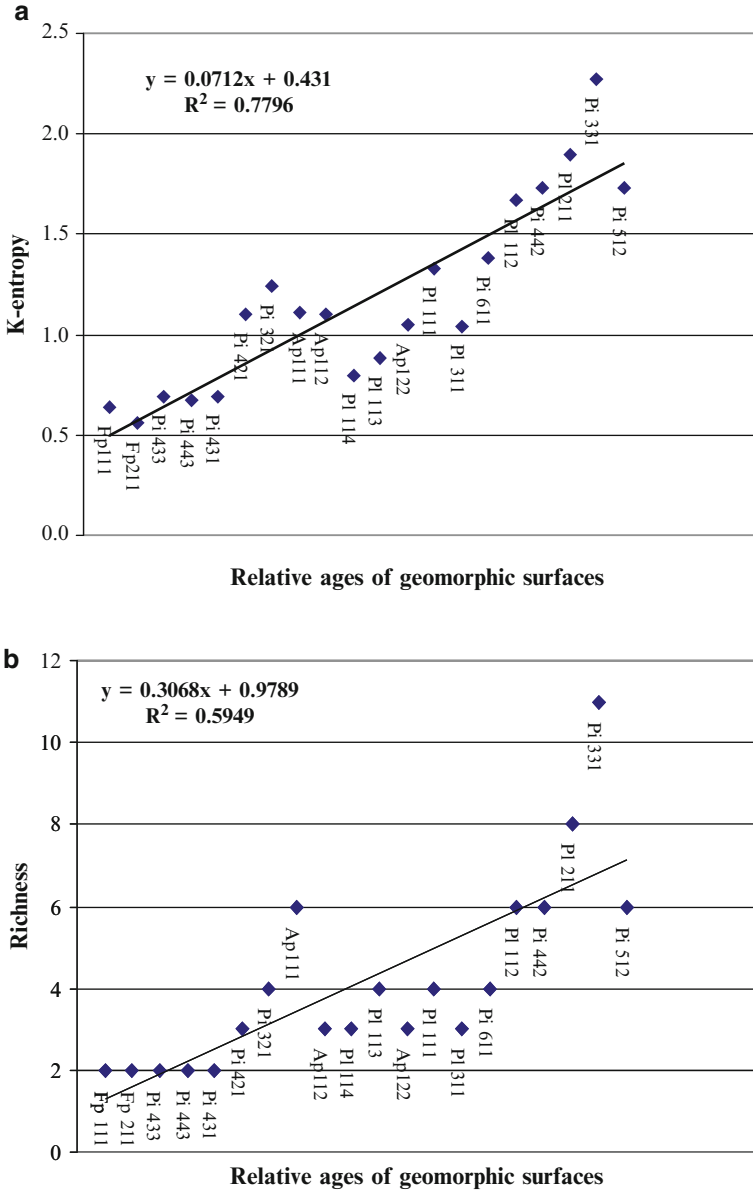 a
y = 0.0712x + 0.431
R² = 0.7796
2.5
2.0
1.5
1.0
0.5
0.0
K-entropy
Fp111
Fp211
Pi 433
Pi 443
Pi 431
Pi 421
Pi 321
Ap111
Ap112
Pl 114
Pl 113
Ap122
Pl 111
Pl 311
Pi 611
Pl 112
Pi 442
Pl 211
Pi 331
Pi 512
Relative ages of geomorphic surfaces
b
y = 0.3068x + 0.9789
R² = 0.5949
12
10
8
6
4
2
0
Richness
Fp 111
Fp 211
Pi 433
Pi 443
Pi 431
Pi 421
Pi 321
Ap111
Ap112
Pl 114
Pl 113
Ap122
Pl 111
Pl 311
Pi 611
Pl 112
Pi 442
Pl 211
Pi 331
Pi 512
Relative ages of geomorphic surfaces